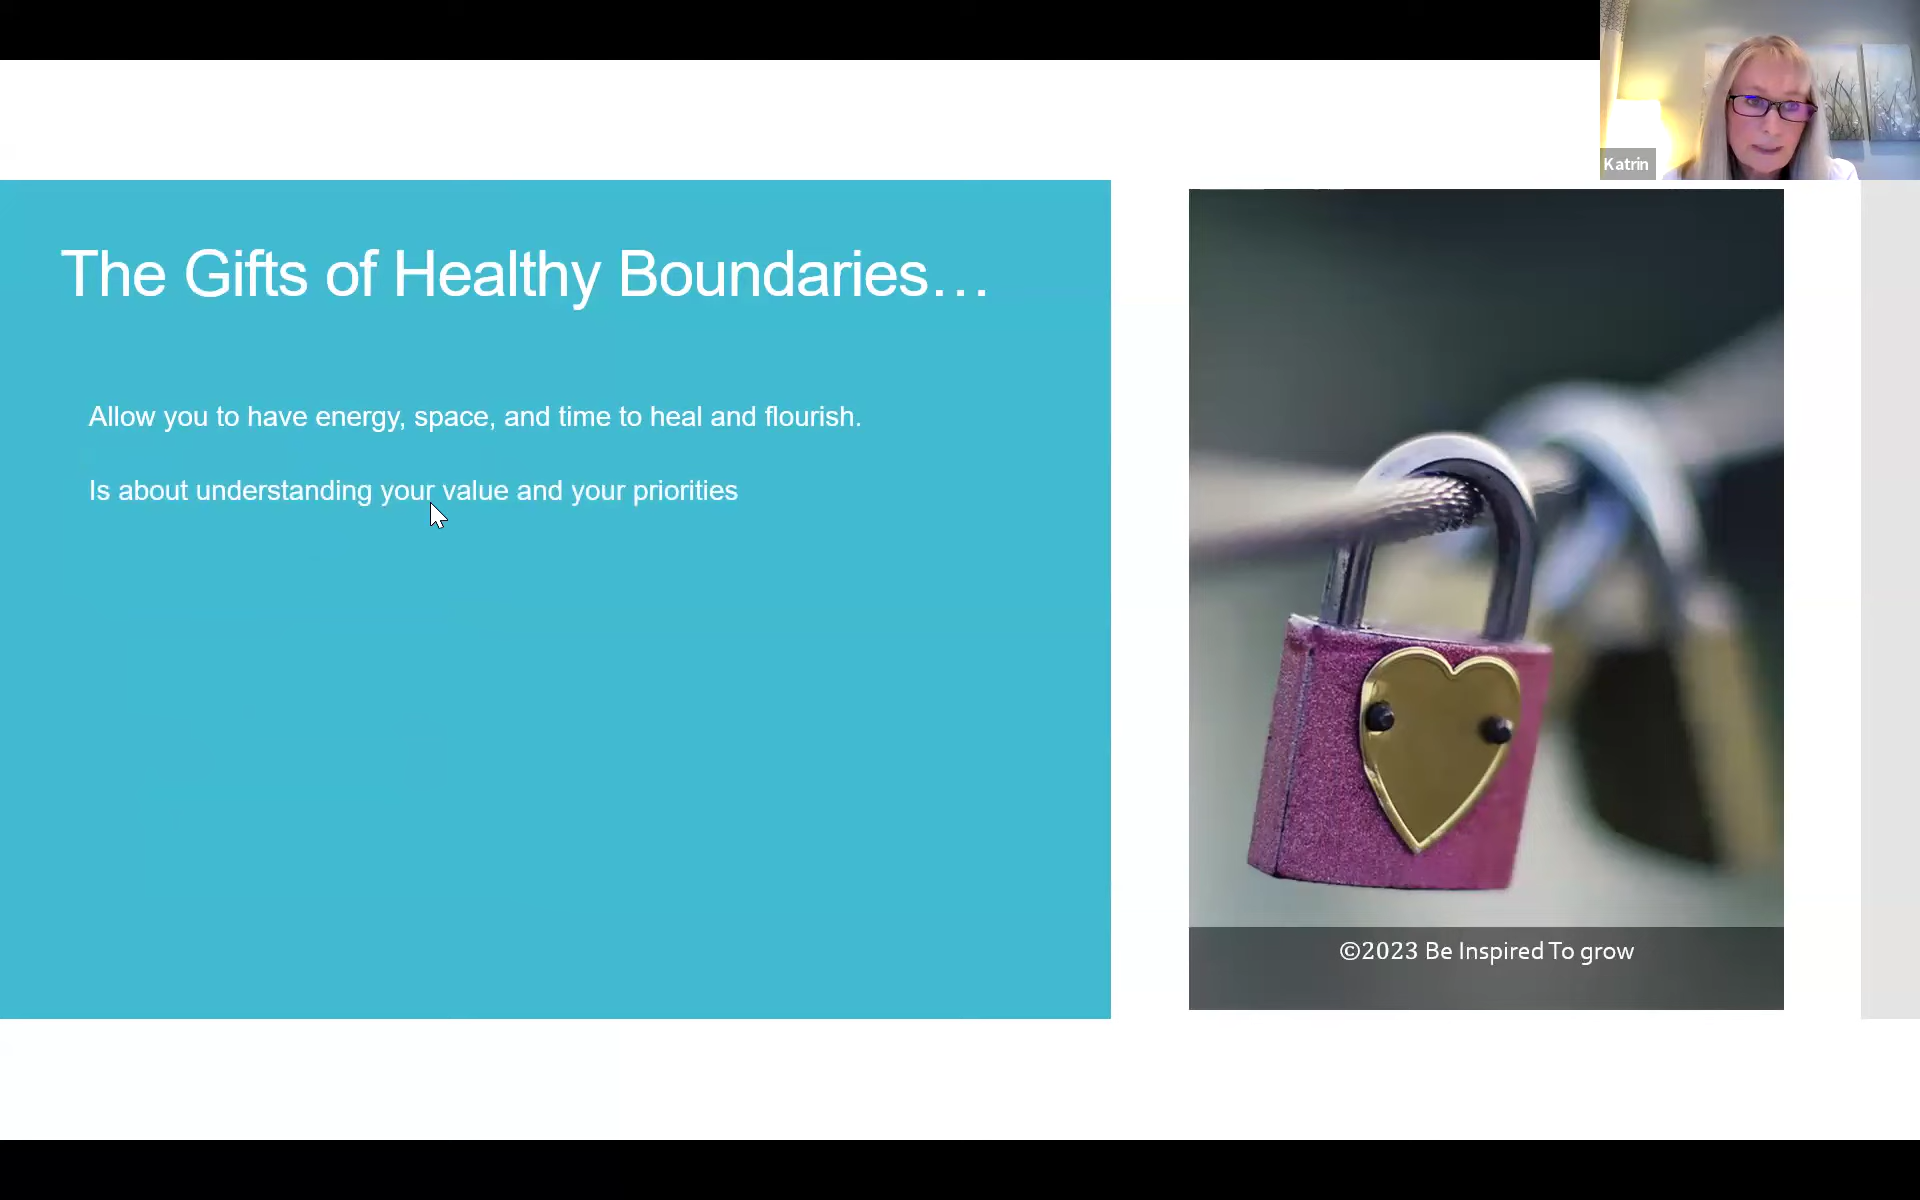 Katrin
The Gifts of Healthy Boundaries…
Allow you to have energy, space, and time to heal and flourish.
Is about understanding your value and your priorities
©2023 Be Inspired To grow